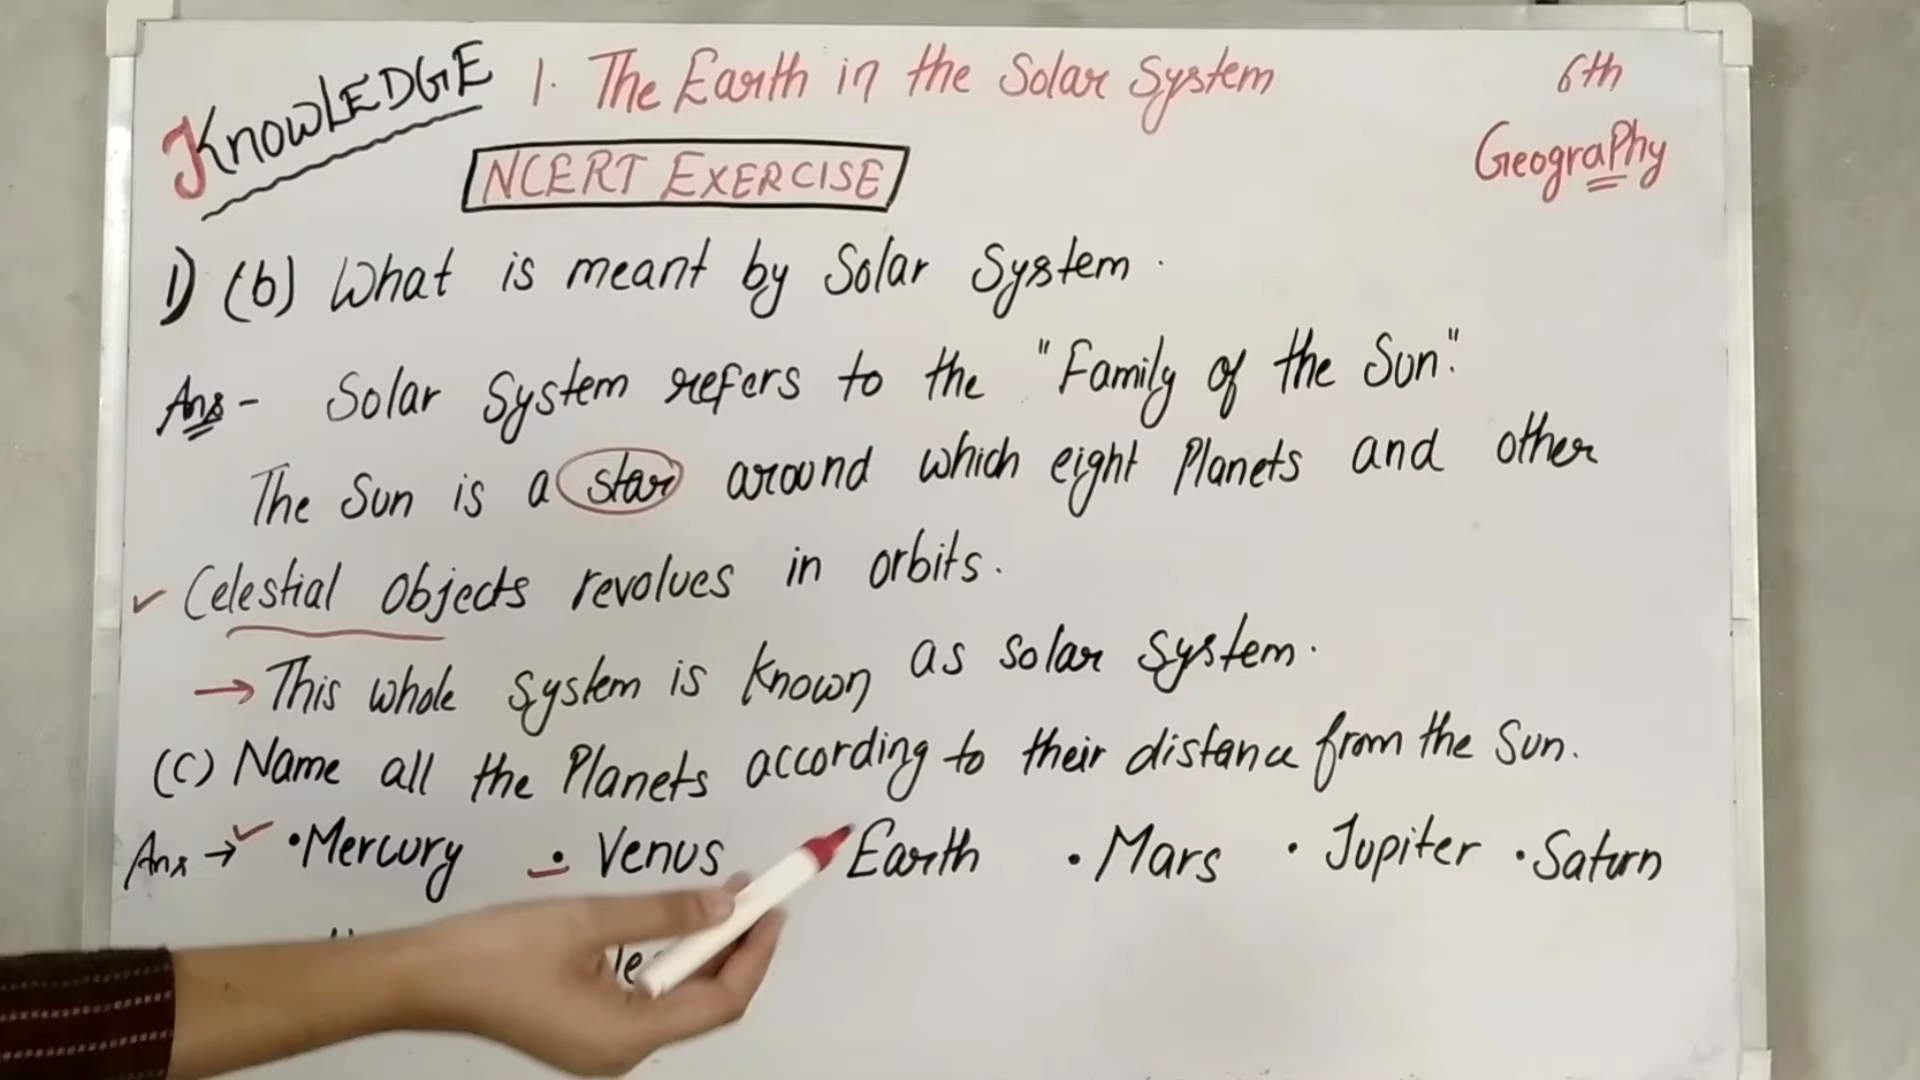 KNOWLEDGE 1. The Earth in the Solar System 6th
Geography
NCERT EXERCISE
1) (b) What is meant by Solar System.
Ans - Solar System refers to the "Family of the Sun".
The Sun is a star around which eight Planets and other
Celestial Objects revolves in orbits.
→ This whole system is known as solar system.
(C) Name all the Planets according to their distance from the Sun.
Ans → • Mercury • Venus Earth • Mars • Jupiter • Saturn